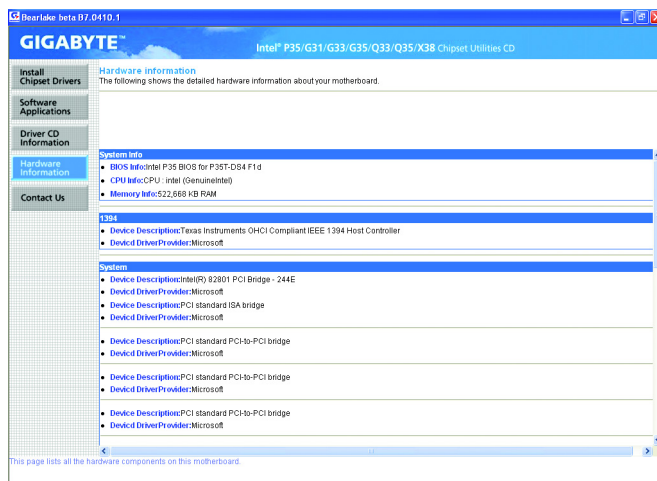 Bearlake beta B7.0410.1
GIGABYTE™
Intel® P35/G31/G33/G35/Q33/Q35/X38 Chipset Utilities CD
Install
Chipset Drivers
Software
Applications
Driver CD
Information
Hardware
Information
Contact Us
Hardware information
The following shows the detailed hardware information about your motherboard.
System Info
• BIOS Info:Intel P35 BIOS for P35T-DS4 F1d
• CPU Info:CPU : intel (GenuineIntel)
• Memory Info:522,668 KB RAM
1394
• Device Description:Texas Instruments OHCI Compliant IEEE 1394 Host Controller
• Devicd DriverProvider:Microsoft
System
• Device Description:Intel(R) 82801 PCI Bridge - 244E
• Devicd DriverProvider:Microsoft
• Device Description:PCI standard ISA bridge
• Devicd DriverProvider:Microsoft
• Device Description:PCI standard PCI-to-PCI bridge
• Devicd DriverProvider:Microsoft
• Device Description:PCI standard PCI-to-PCI bridge
• Devicd DriverProvider:Microsoft
• Device Description:PCI standard PCI-to-PCI bridge
• Devicd DriverProvider:Microsoft
This page lists all the hardware components on this motherboard.